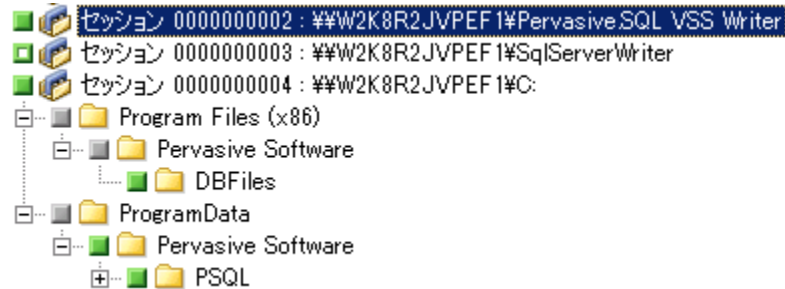 セッション 0000000002 : ¥¥W2K8R2JVPEF1¥Pervasive.SQL VSS Writer
セッション 0000000003 : ¥¥W2K8R2JVPEF1¥SqlServerWriter
セッション 0000000004 : ¥¥W2K8R2JVPEF1¥C:
Program Files (x86)
Pervasive Software
DBFiles
ProgramData
Pervasive Software
PSQL